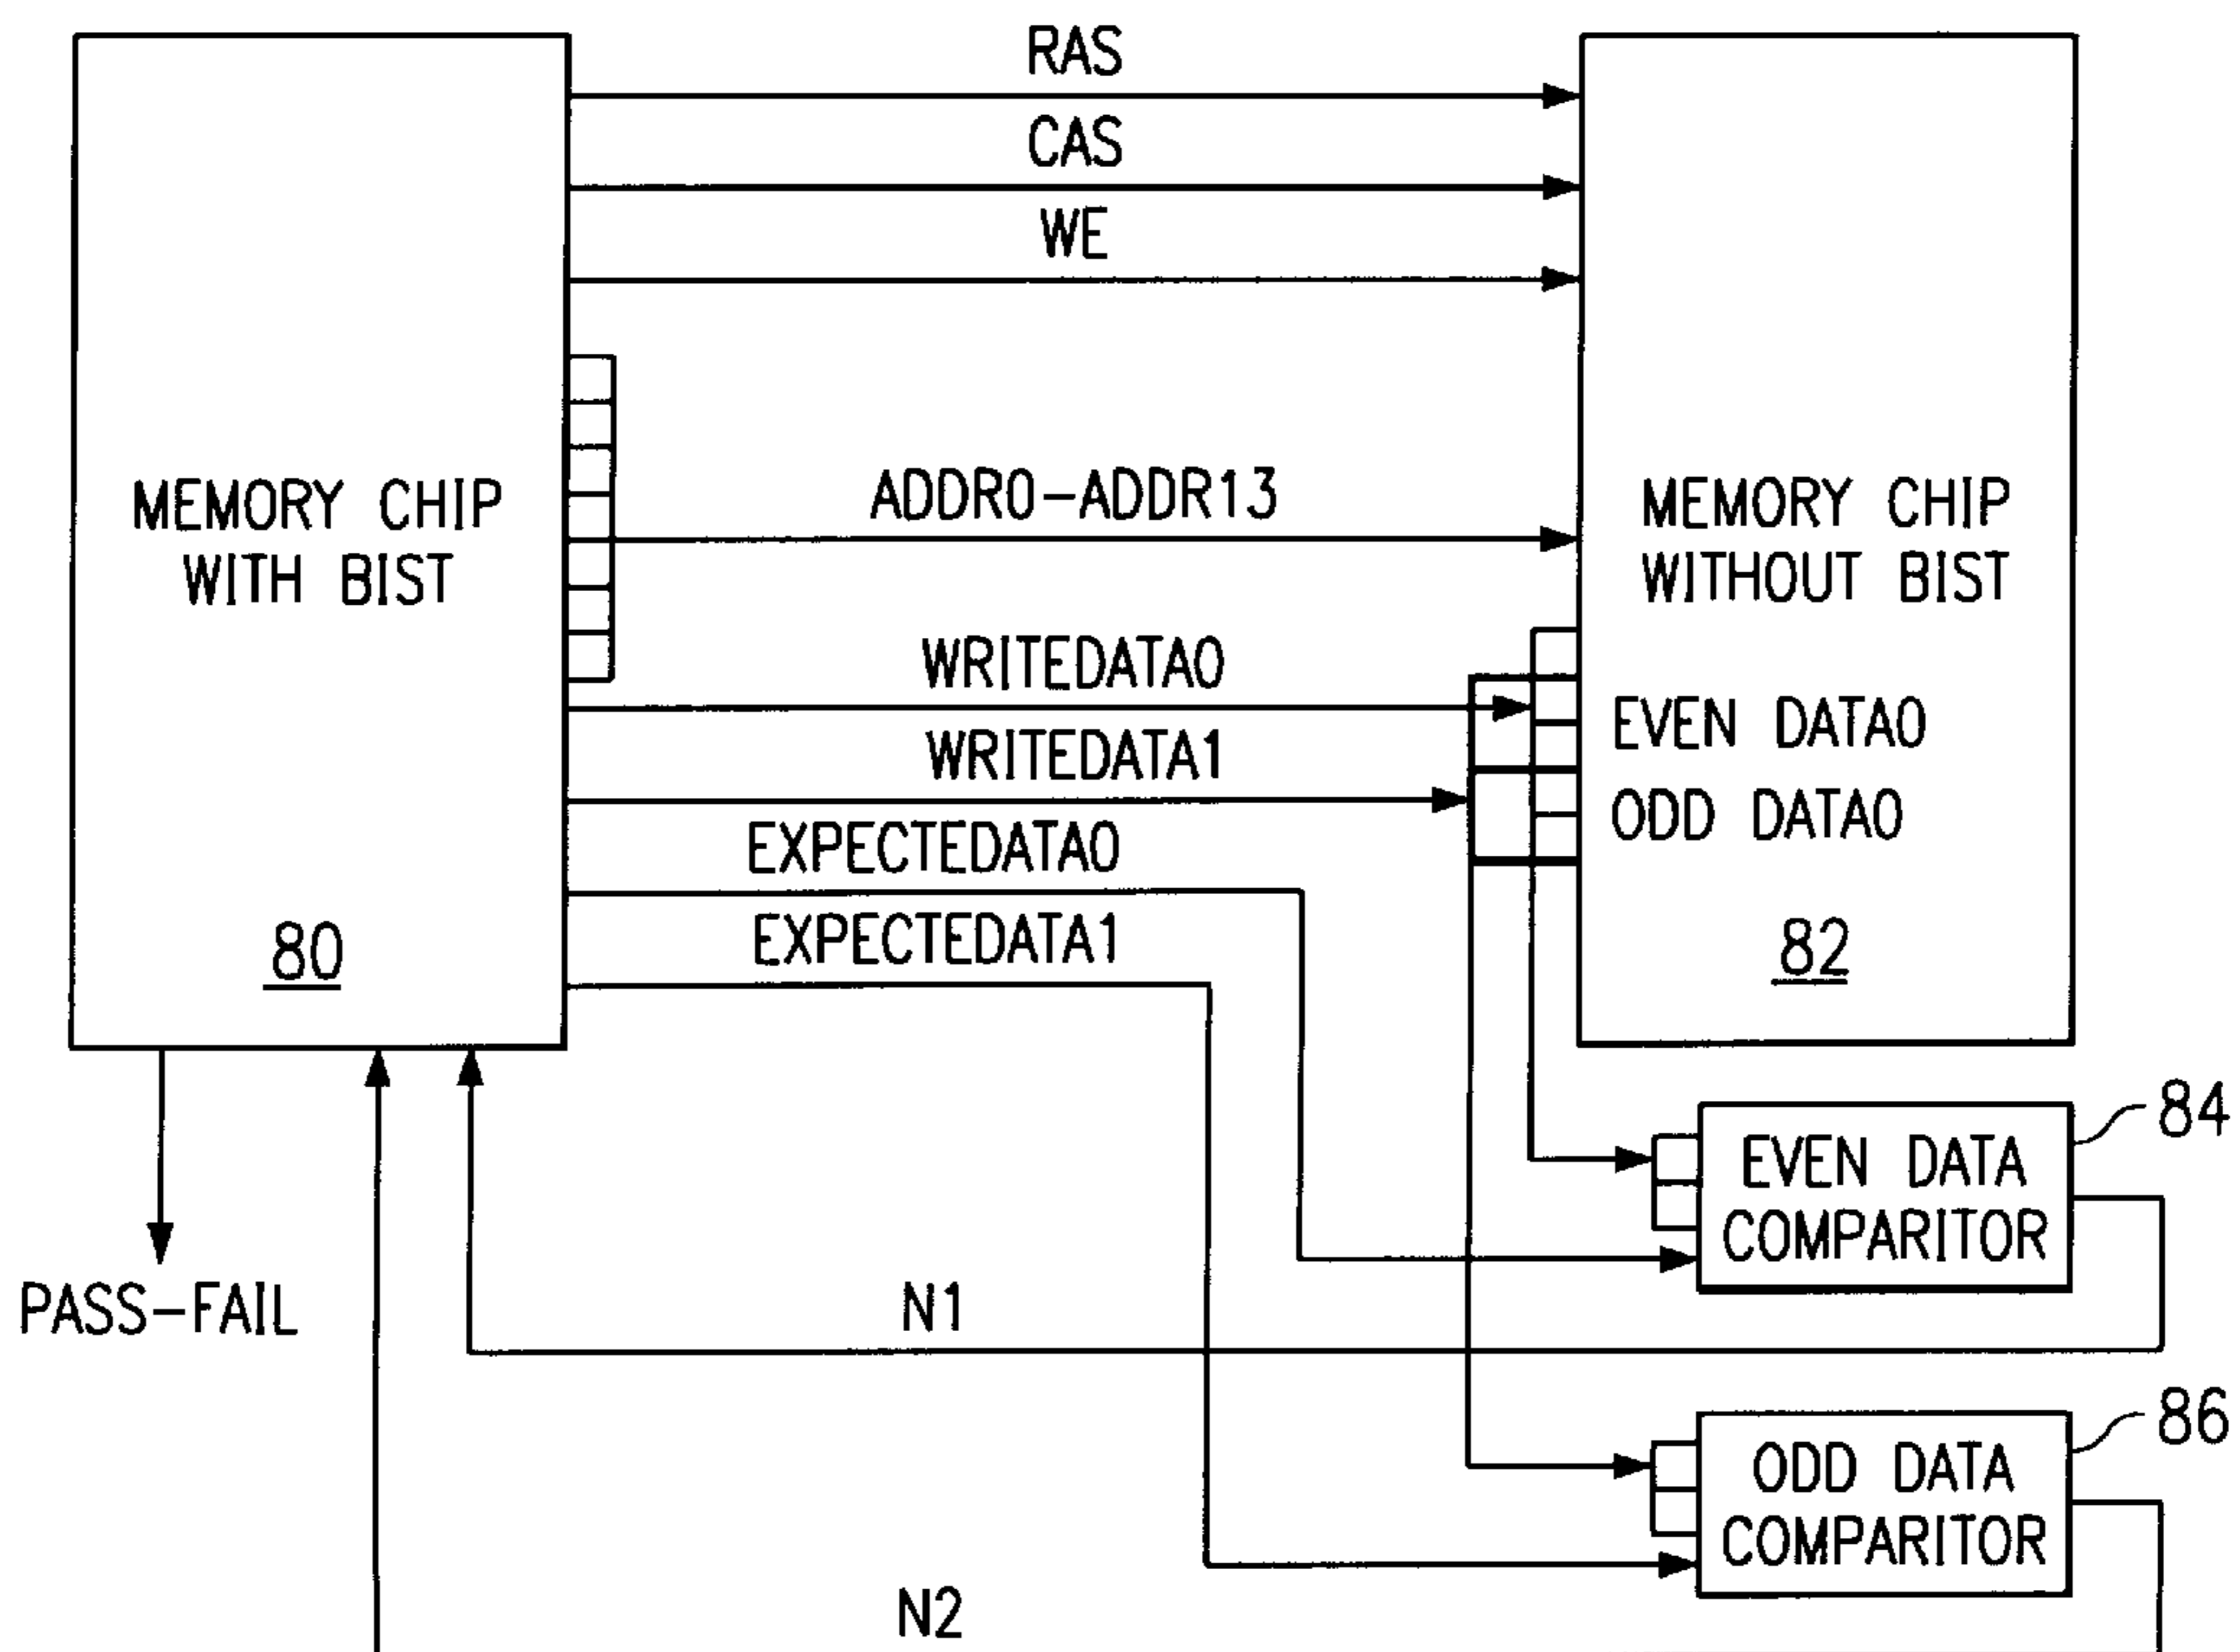 RAS
CAS
WE
MEMORY CHIP
WITH BIST
ADDR0-ADDR13
MEMORY CHIP
WITHOUT BIST
WRITEDATA0
EVEN DATA0
WRITEDATA1
ODD DATA0
EXPECTEDATA0
EXPECTEDATA1
80
82
84
EVEN DATA
COMPARITOR
PASS-FAIL
N1
86
ODD DATA
COMPARITOR
N2